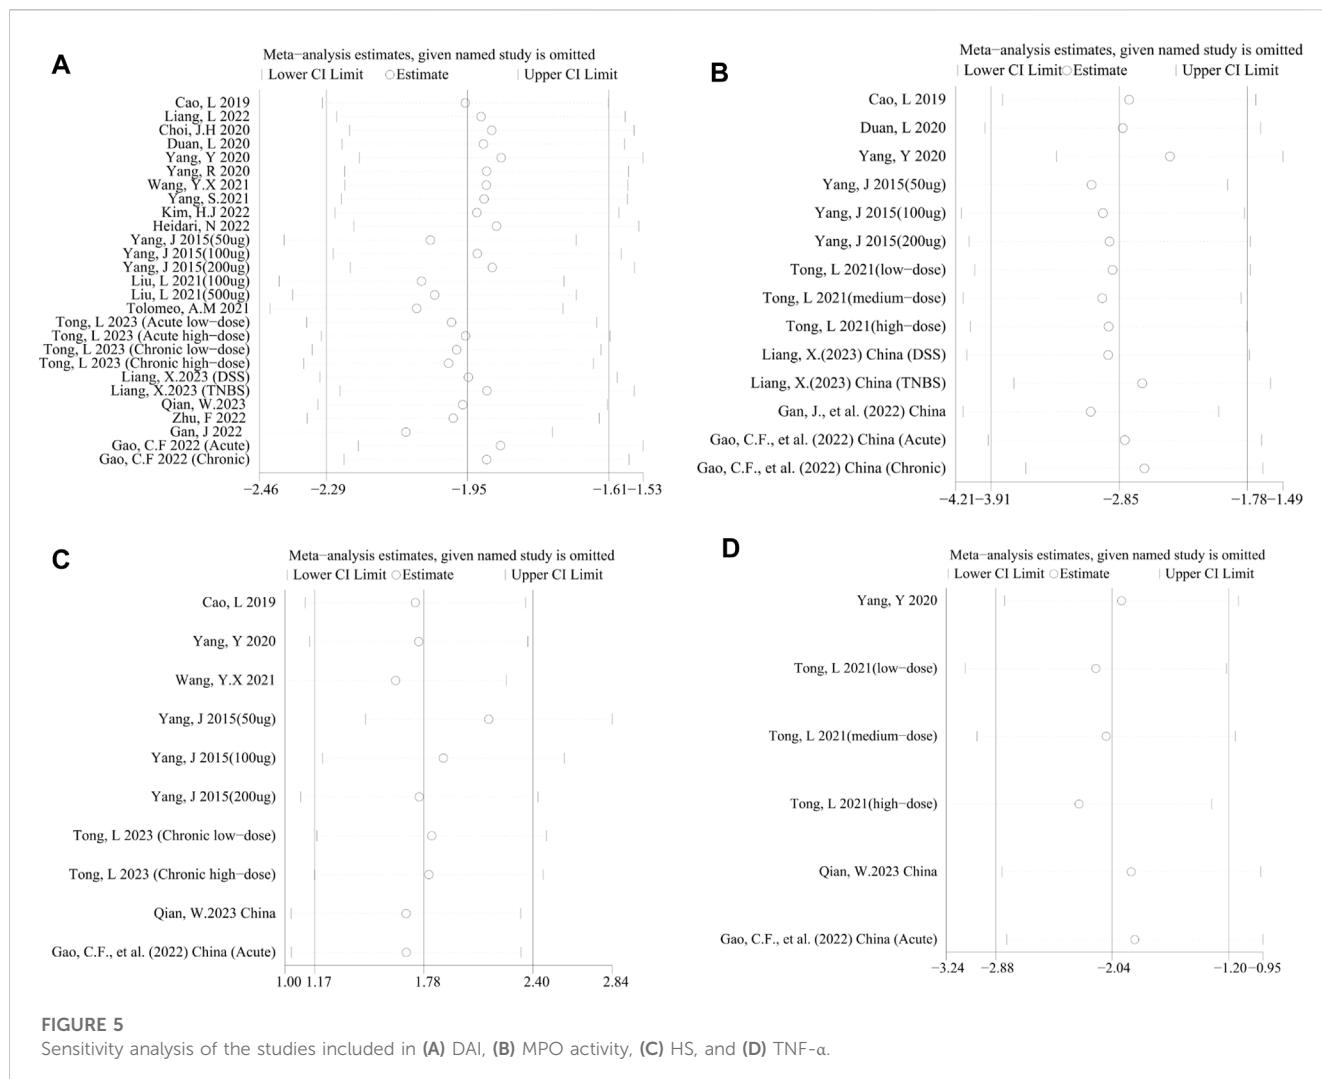 A
Meta−analysis estimates, given named study is omitted
Lower CI Limit Estimate Upper CI Limit
Cao, L 2019
Liang, L 2022
Choi, J.H 2020
Duan, L 2020
Yang, Y 2020
Yang, R 2020
Wang, Y.X 2021
Yang, S.2021
Kim, H.J 2022
Heidari, N 2022
Yang, J 2015(50ug)
Yang, J 2015(100ug)
Yang, J 2015(200ug)
Liu, L 2021(100ug)
Liu, L 2021(500ug)
Tolomeo, A.M 2021
Tong, L 2023 (Acute low−dose)
Tong, L 2023 (Acute high−dose)
Tong, L 2023 (Chronic low−dose)
Tong, L 2023 (Chronic high−dose)
Liang, X.2023 (DSS)
Liang, X.2023 (TNBS)
Qian, W.2023
Zhu, F 2022
Gan, J 2022
Gao, C.F 2022 (Acute)
Gao, C.F 2022 (Chronic)
−2.46 −2.29 −1.95 −1.61 −1.53
B
Meta−analysis estimates, given named study is omitted
Lower CI Limit Estimate Upper CI Limit
Cao, L 2019
Duan, L 2020
Yang, Y 2020
Yang, J 2015(50ug)
Yang, J 2015(100ug)
Yang, J 2015(200ug)
Tong, L 2021(low−dose)
Tong, L 2021(medium−dose)
Tong, L 2021(high−dose)
Liang, X.(2023) China (DSS)
Liang, X.(2023) China (TNBS)
Gan, J., et al. (2022) China
Gao, C.F., et al. (2022) China (Acute)
Gao, C.F., et al. (2022) China (Chronic)
−4.21 −3.91 −2.85 −1.78 −1.49
C
Meta−analysis estimates, given named study is omitted
Lower CI Limit Estimate Upper CI Limit
Cao, L 2019
Yang, Y 2020
Wang, Y.X 2021
Yang, J 2015(50ug)
Yang, J 2015(100ug)
Yang, J 2015(200ug)
Tong, L 2023 (Chronic low−dose)
Tong, L 2023 (Chronic high−dose)
Qian, W.2023 China
Gao, C.F., et al. (2022) China (Acute)
1.00 1.17 1.78 2.40 2.84
D
Meta−analysis estimates, given named study is omitted
Lower CI Limit Estimate Upper CI Limit
Yang, Y 2020
Tong, L 2021(low−dose)
Tong, L 2021(medium−dose)
Tong, L 2021(high−dose)
Qian, W.2023 China
Gao, C.F., et al. (2022) China (Acute)
−3.24 −2.88 −2.04 −1.20 −0.95
FIGURE 5
Sensitivity analysis of the studies included in (A) DAI, (B) MPO activity, (C) HS, and (D) TNF-α.